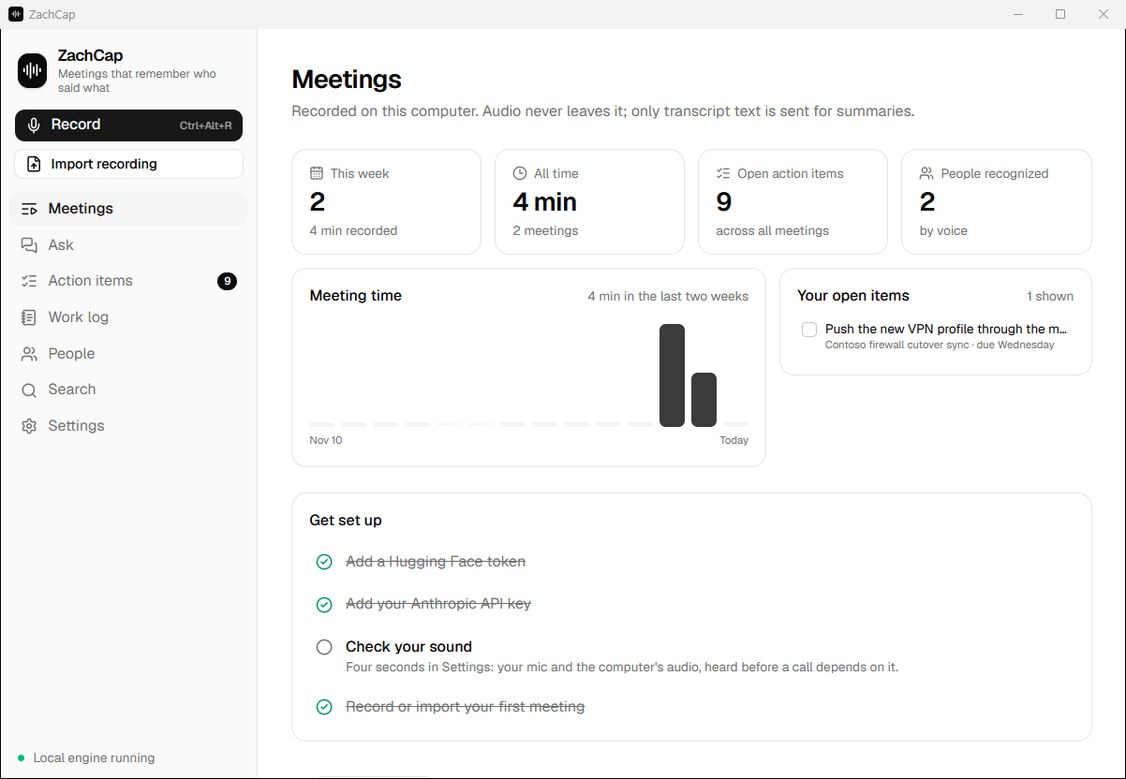 ZachCap
ZachCap
Meetings that remember who
said what
Record Ctrl+Alt+R
Import recording
Meetings
Ask
Action items 9
Work log
People
Search
Settings
Local engine running
Meetings
Recorded on this computer. Audio never leaves it; only transcript text is sent for summaries.
This week
2
4 min recorded
All time
4 min
2 meetings
Open action items
9
across all meetings
People recognized
2
by voice
Meeting time 4 min in the last two weeks
Nov 10 Today
Your open items 1 shown
Push the new VPN profile through the m...
Contoso firewall cutover sync · due Wednesday
Get set up
Add a Hugging Face token
Add your Anthropic API key
Check your sound
Four seconds in Settings: your mic and the computer's audio, heard before a call depends on it.
Record or import your first meeting